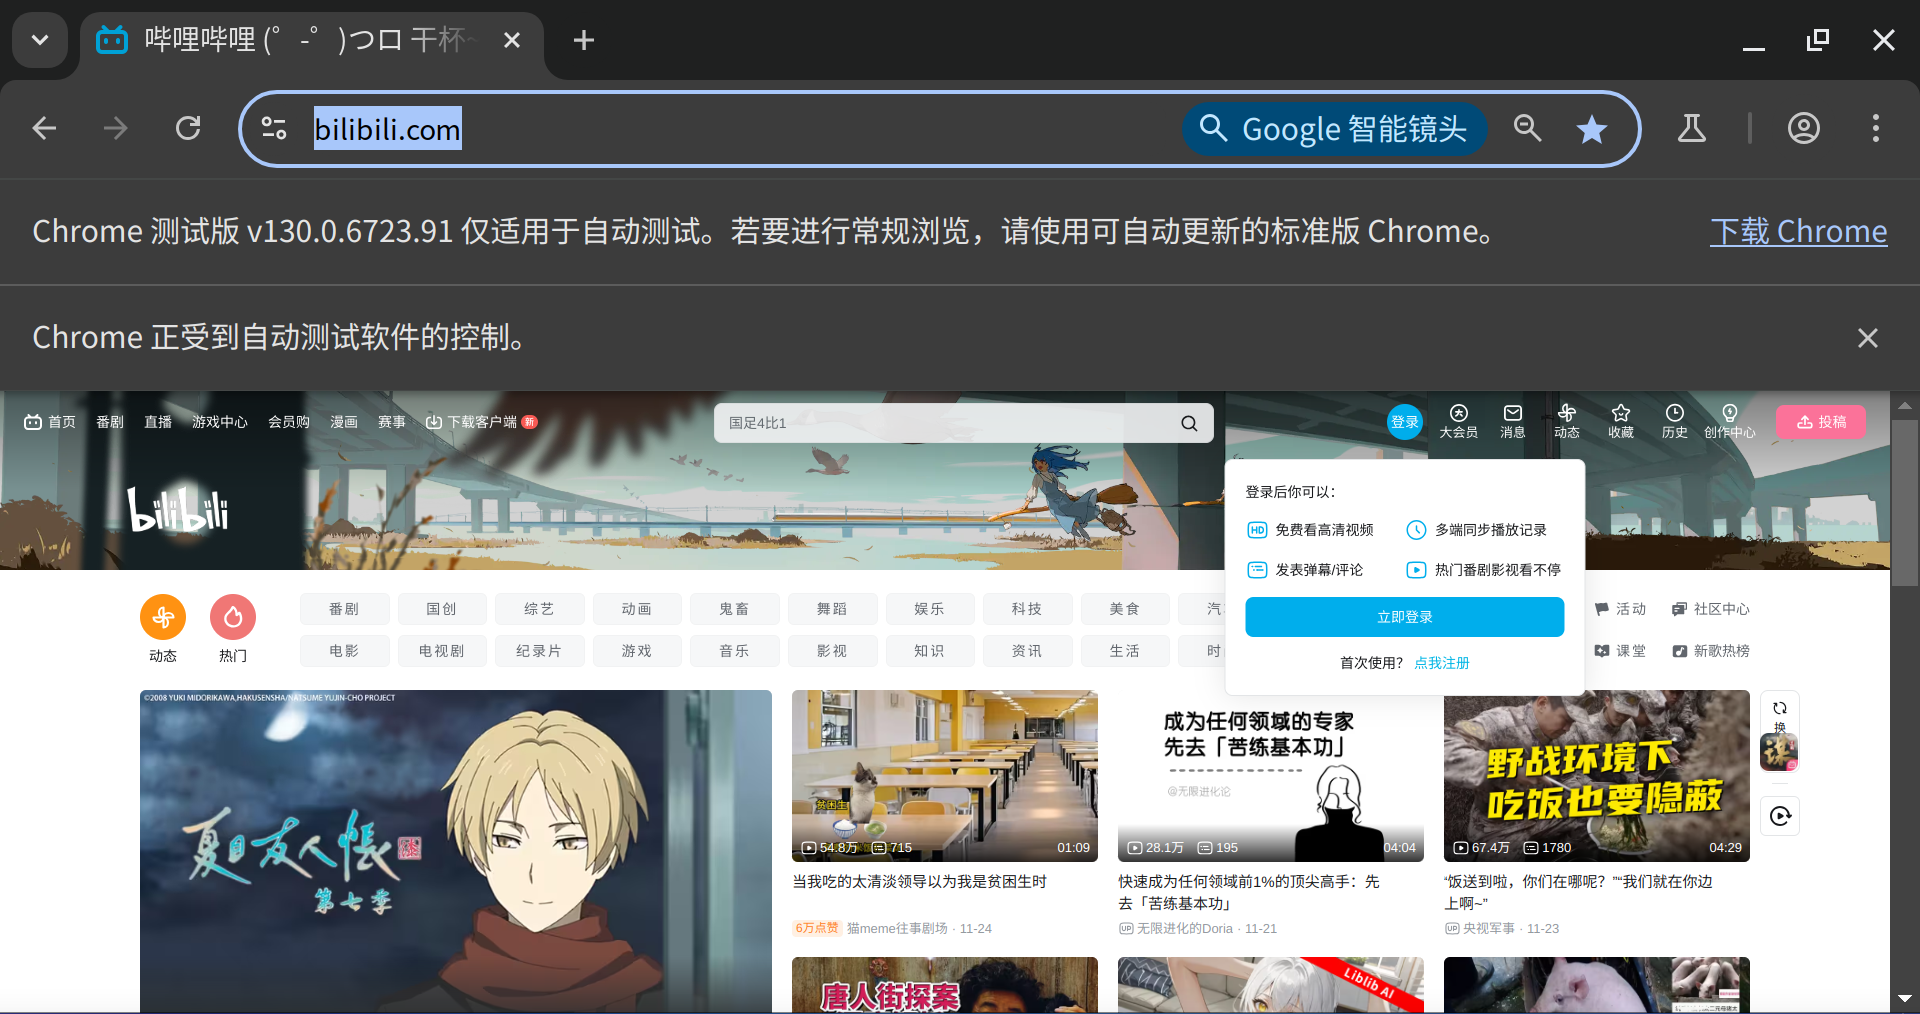 哔哩哔哩 (゜-゜)つロ 干杯~
bilibili.com
Google 智能镜头
Chrome 测试版 v130.0.6723.91 仅适用于自动测试。若要进行常规浏览，请使用可自动更新的标准版 Chrome。
下载 Chrome
Chrome 正受到自动测试软件的控制。
首页 番剧 直播 游戏中心 会员购 漫画 赛事 下载客户端 新
国足4比1
登录 大会员 消息 动态 收藏 历史 创作中心 投稿
bilibili
登录后你可以：
HD 免费看高清视频 多端同步播放记录
发表弹幕/评论 热门番剧影视看不停
立即登录
首次使用？ 点我注册
动态 热门
番剧 国创 综艺 动画 鬼畜 舞蹈 娱乐 科技 美食 汽
电影 电视剧 纪录片 游戏 音乐 影视 知识 资讯 生活 时
活动 社区中心
课堂 新歌热榜
©2008 YUKI MIDORIKAWA,HAKUSENSHA/NATSUME YUJIN-CHO PROJECT
夏目友人帐
第七季
贫困生
54.8万 715 01:09
当我吃的太清淡领导以为我是贫困生时
6万点赞 猫meme往事剧场 · 11-24
成为任何领域的专家
先去「苦练基本功」
@无限进化论
28.1万 195 04:04
快速成为任何领域前1%的顶尖高手：先
去「苦练基本功」
UP 无限进化的Doria · 11-21
野战环境下
吃饭也要隐蔽
67.4万 1780 04:29
“饭送到啦，你们在哪呢？”“我们就在你边
上啊~”
UP 央视军事 · 11-23
换
唐人街探案
Liblib AI